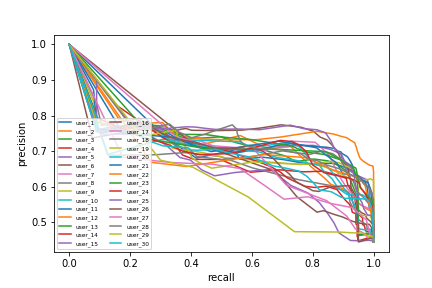 1.0
0.9
0.8
0.7
0.6
0.5
precision
user_1
user_2
user_3
user_4
user_5
user_6
user_7
user_8
user_9
user_10
user_11
user_12
user_13
user_14
user_15
user_16
user_17
user_18
user_19
user_20
user_21
user_22
user_23
user_24
user_25
user_26
user_27
user_28
user_29
user_30
0.0 0.2 0.4 0.6 0.8 1.0
recall